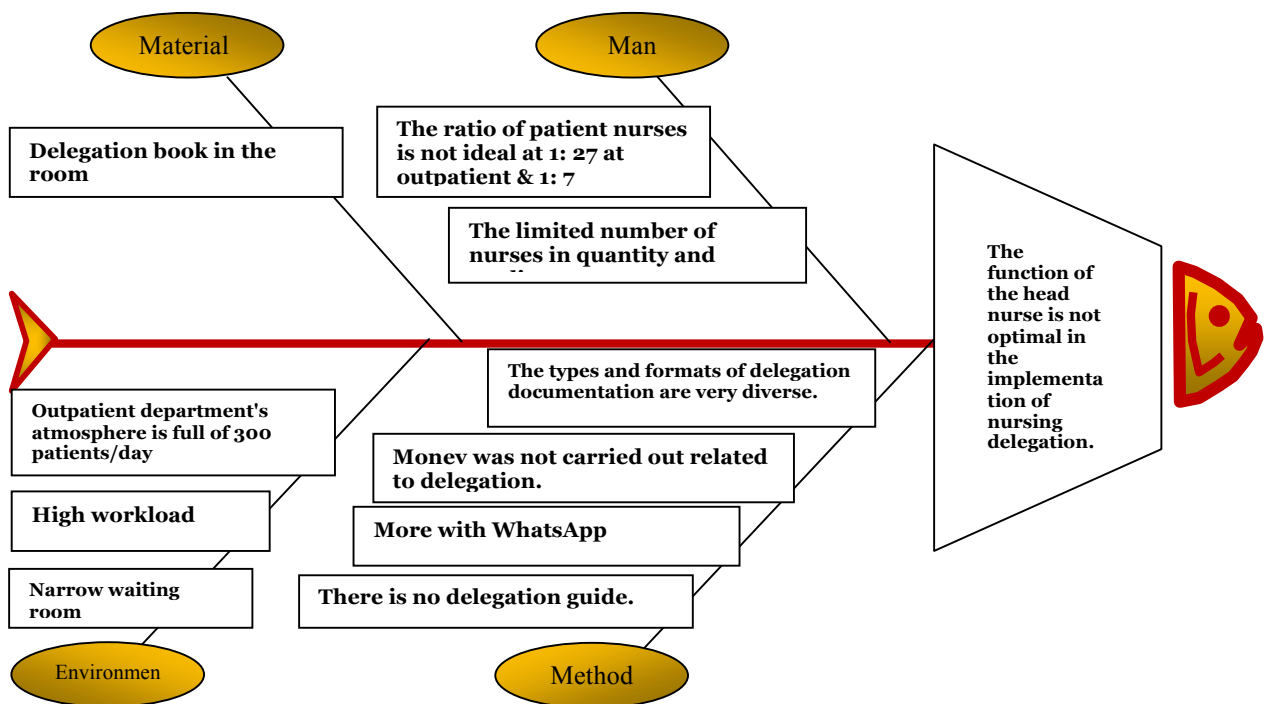 Material
Man
Delegation book in the
room
The ratio of patient nurses
is not ideal at 1: 27 at
outpatient & 1: 7
The limited number of
nurses in quantity and
The
function of
the head
nurse is not
optimal in
the
implementa
tion of
nursing
delegation.
The types and formats of delegation
documentation are very diverse.
Outpatient department's
atmosphere is full of 300
patients/day
Monev was not carried out related
to delegation.
High workload
More with WhatsApp
Narrow waiting
room
There is no delegation guide.
Environmen
Method